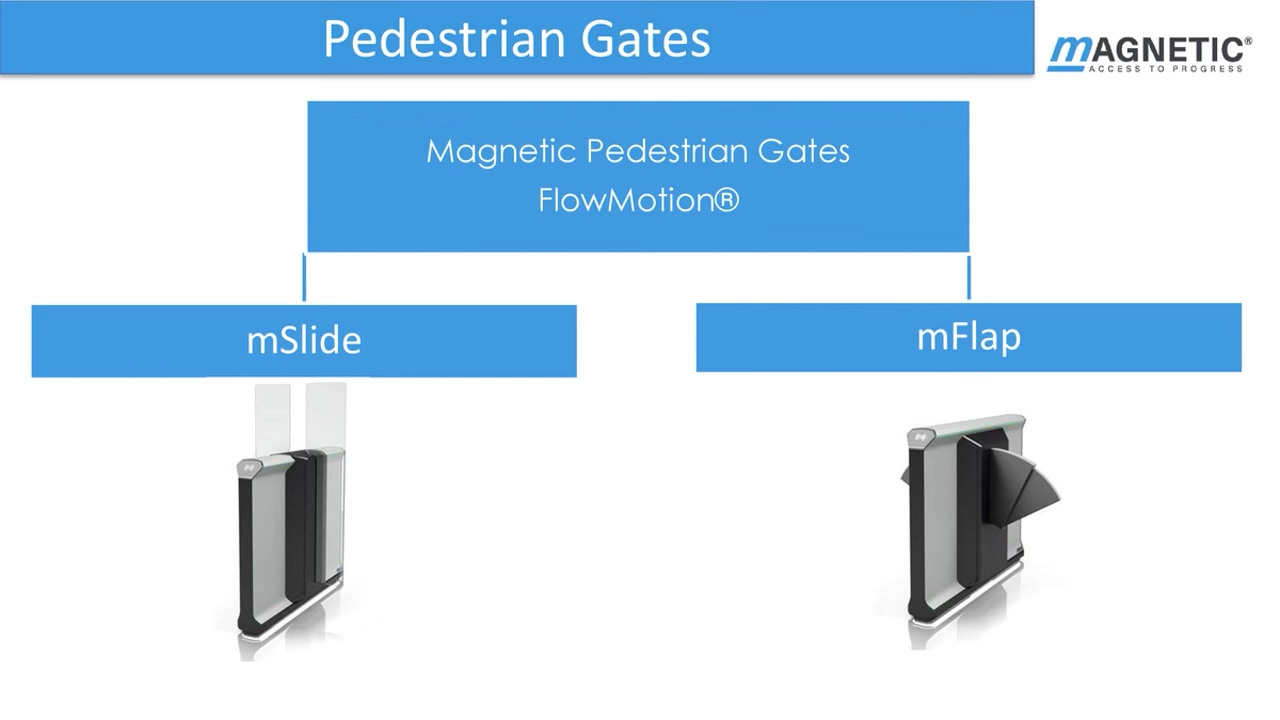 Pedestrian Gates
mAGNETIC®
ACCESS TO PROGRESS
Magnetic Pedestrian Gates
FlowMotion®
mSlide
mFlap